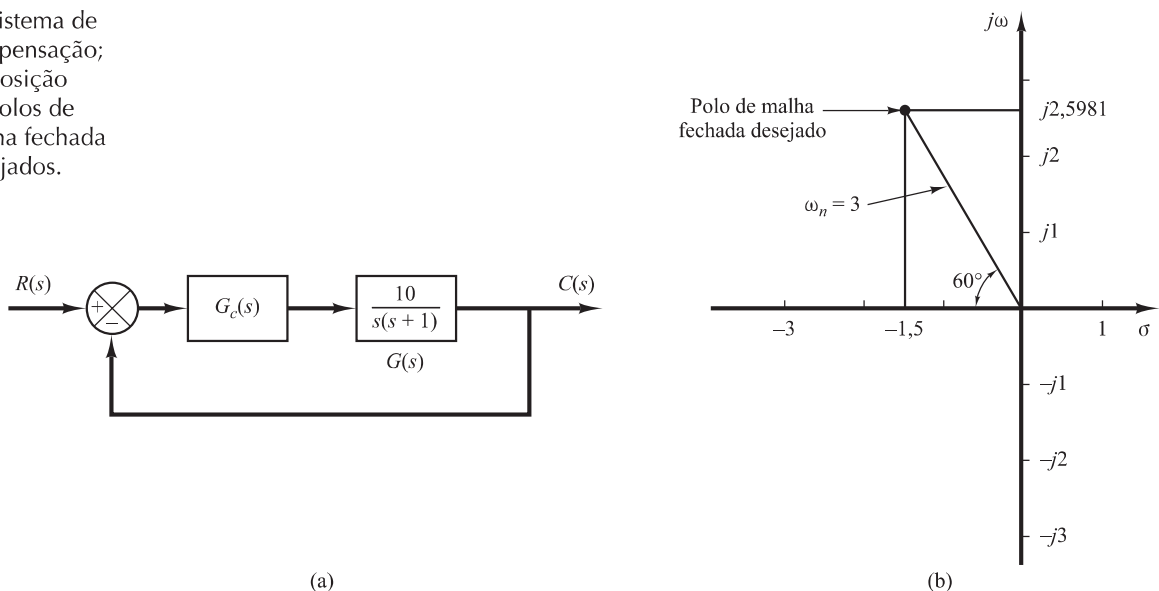 istema de
pensação;
osição
olos de
na fechada
jados.
R(s)
+
−
G_c(s)
10
s(s + 1)
G(s)
C(s)
(a)
jω
Polo de malha
fechada desejado
j2,5981
j2
ω_n = 3
j1
60°
−3
−1,5
1
σ
−j1
−j2
−j3
(b)